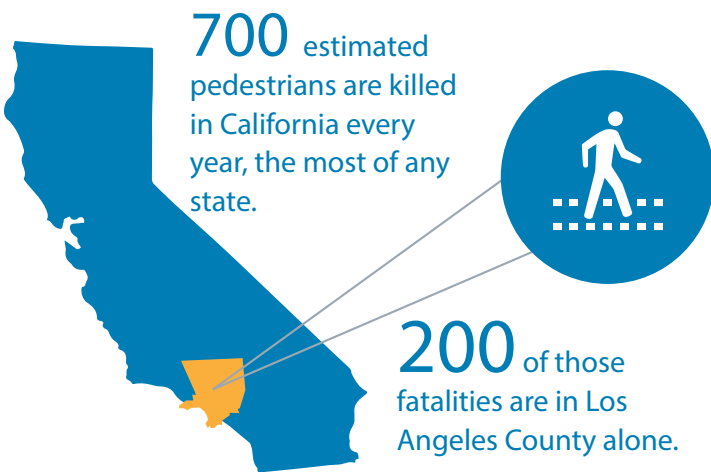 700 estimated
pedestrians are killed
in California every
year, the most of any
state.
200 of those
fatalities are in Los
Angeles County alone.